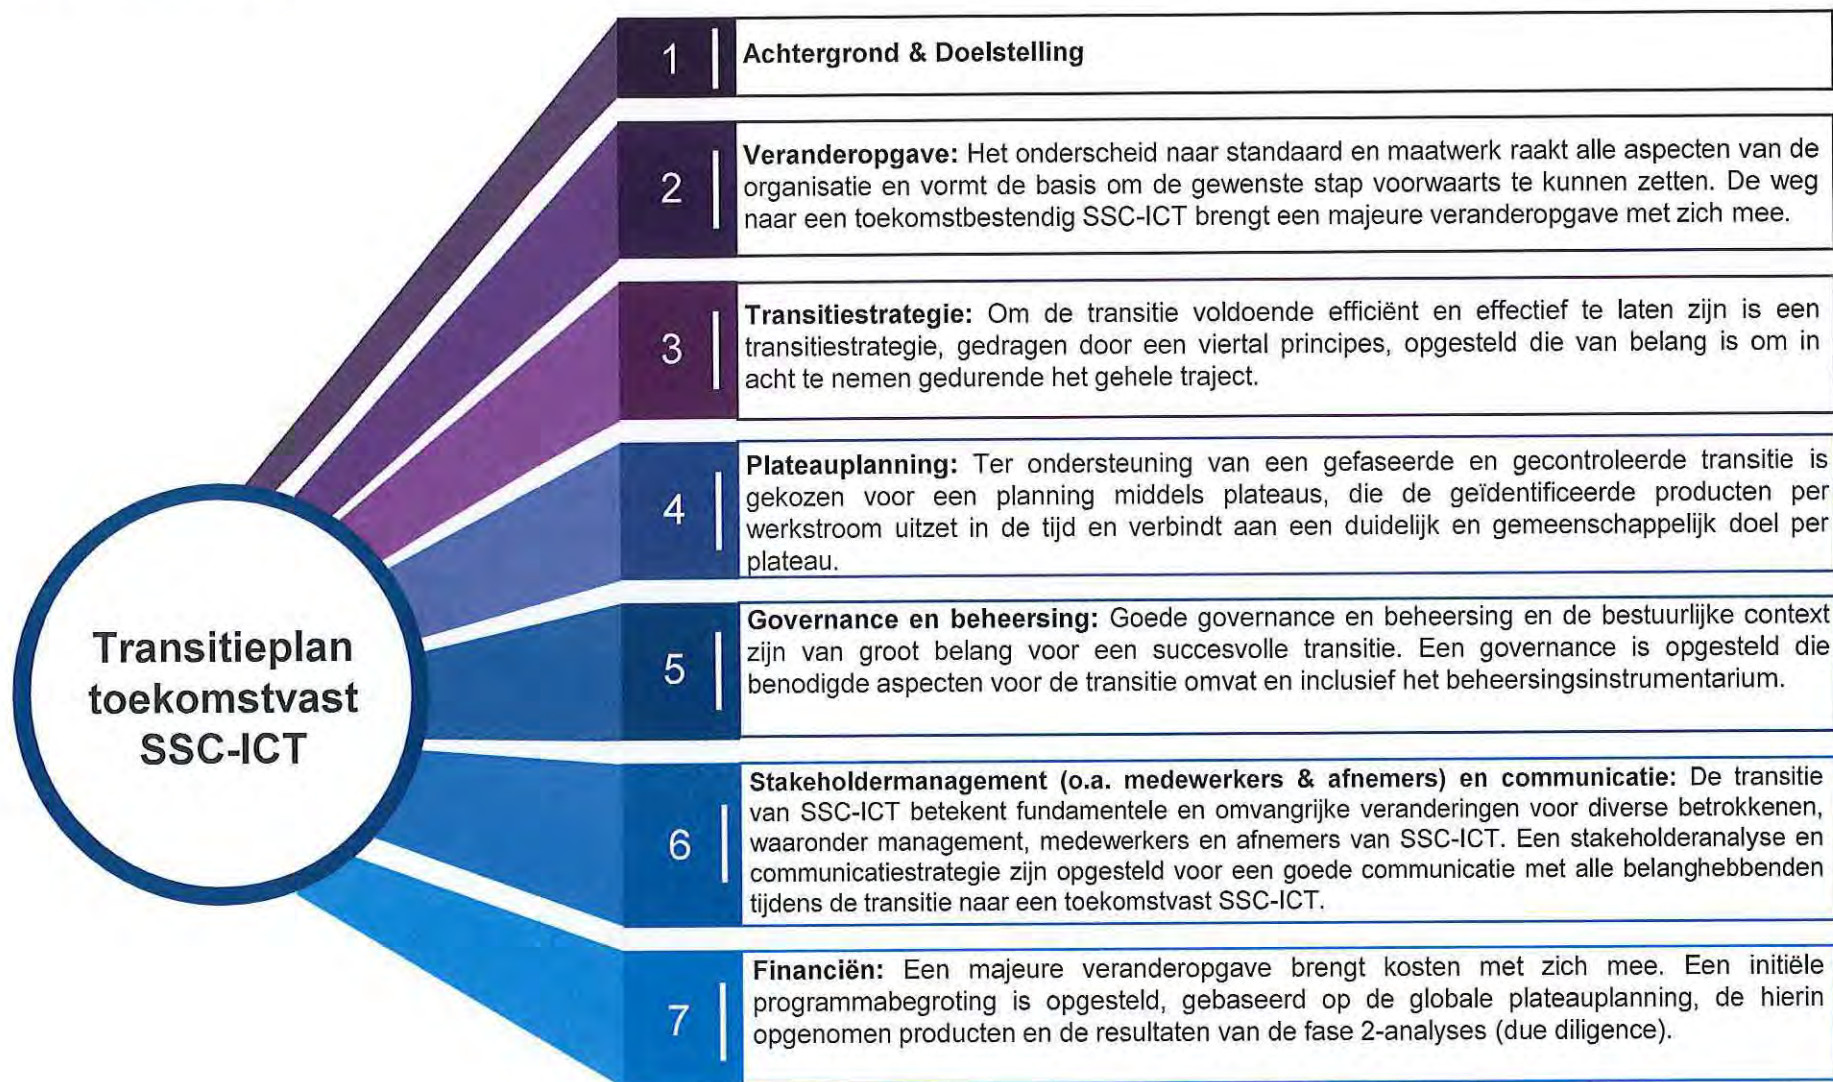 1
Achtergrond & Doelstelling
2
Veranderopgave: Het onderscheid naar standaard en maatwerk raakt alle aspecten van de
organisatie en vormt de basis om de gewenste stap voorwaarts te kunnen zetten. De weg
naar een toekomstbestendig SSC-ICT brengt een majeure veranderopgave met zich mee.
3
Transitiestrategie: Om de transitie voldoende efficiënt en effectief te laten zijn is een
transitiestrategie, gedragen door een viertal principes, opgesteld die van belang is om in
acht te nemen gedurende het gehele traject.
4
Plateauplanning: Ter ondersteuning van een gefaseerde en gecontroleerde transitie is
gekozen voor een planning middels plateaus, die de geïdentificeerde producten per
werkstroom uitzet in de tijd en verbindt aan een duidelijk en gemeenschappelijk doel per
plateau.
5
Governance en beheersing: Goede governance en beheersing en de bestuurlijke context
zijn van groot belang voor een succesvolle transitie. Een governance is opgesteld die
benodigde aspecten voor de transitie omvat en inclusief het beheersingsinstrumentarium.
6
Stakeholdermanagement (o.a. medewerkers & afnemers) en communicatie: De transitie
van SSC-ICT betekent fundamentele en omvangrijke veranderingen voor diverse betrokkenen,
waaronder management, medewerkers en afnemers van SSC-ICT. Een stakeholderanalyse en
communicatiestrategie zijn opgesteld voor een goede communicatie met alle belanghebbenden
tijdens de transitie naar een toekomstvast SSC-ICT.
7
Financiën: Een majeure veranderopgave brengt kosten met zich mee. Een initiële
programmabegroting is opgesteld, gebaseerd op de globale plateauplanning, de hierin
opgenomen producten en de resultaten van de fase 2-analyses (due diligence).
Transitieplan
toekomstvast
SSC-ICT